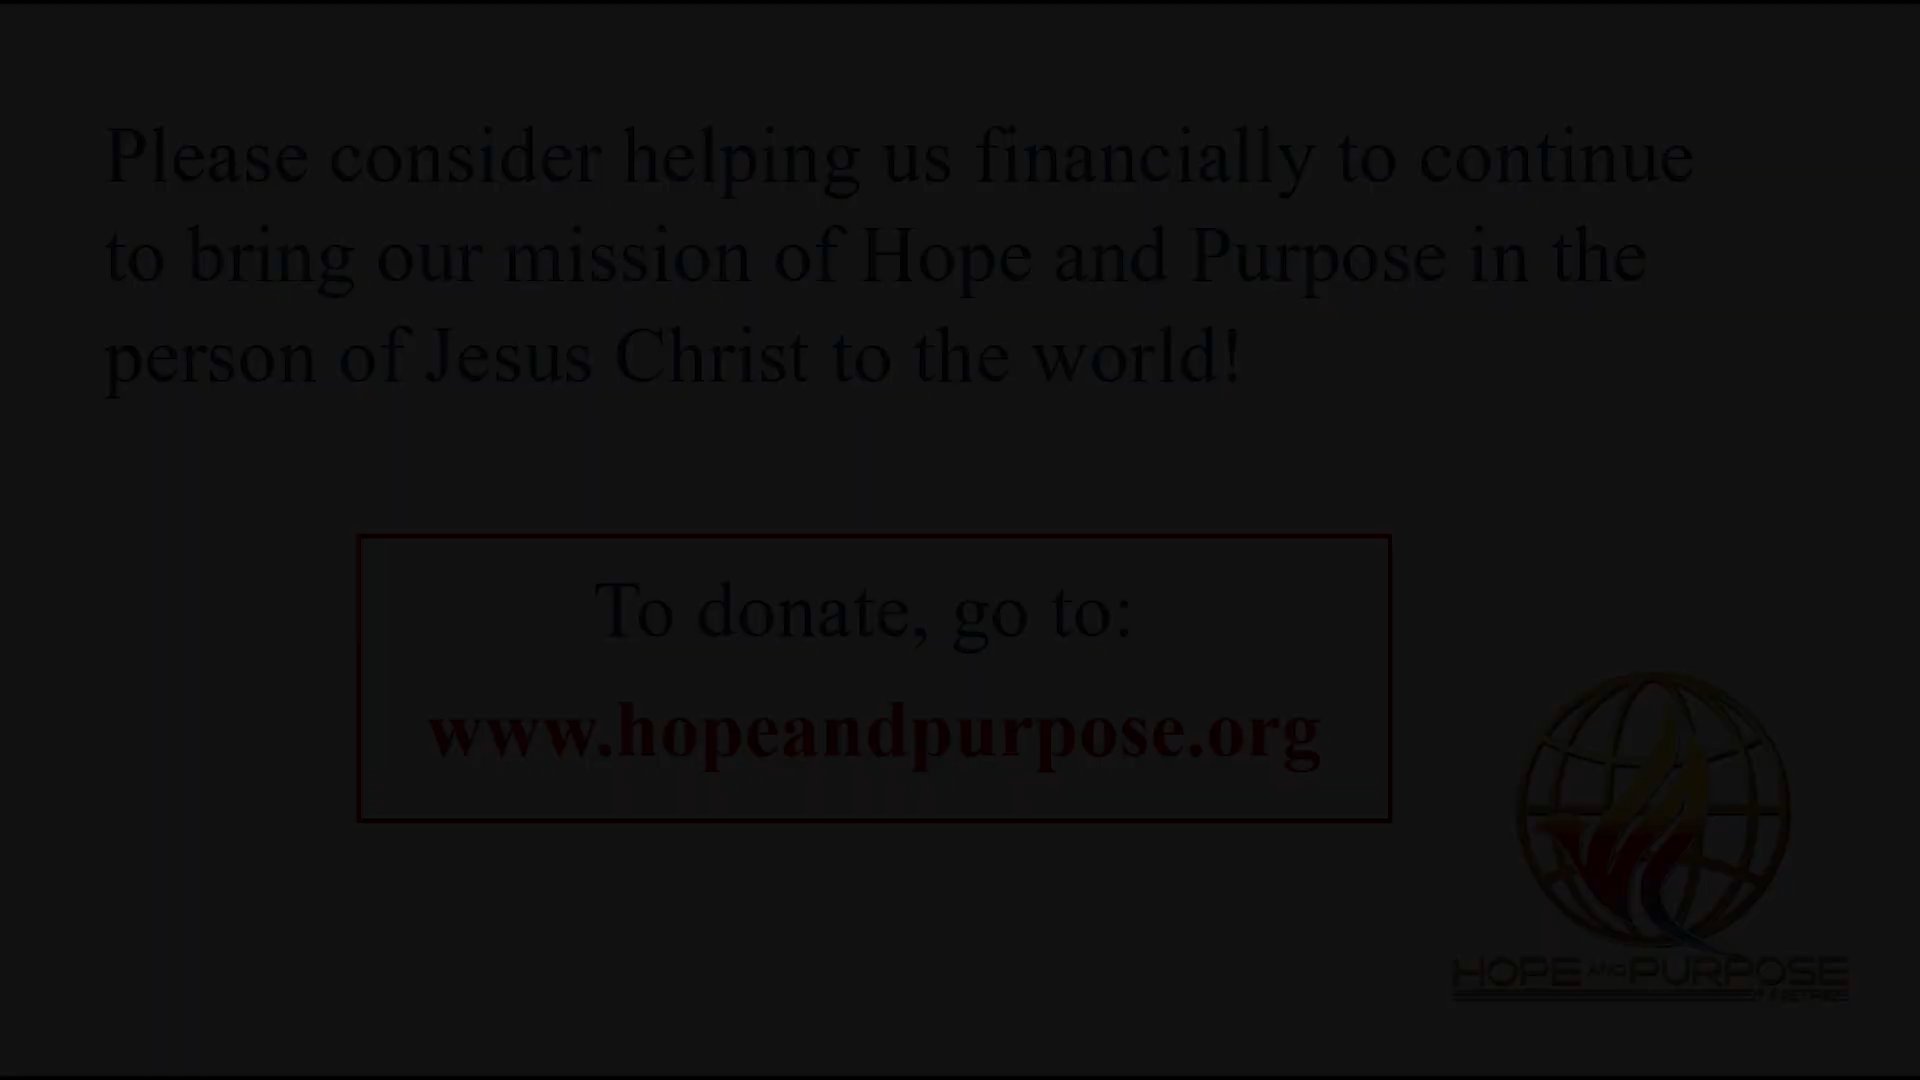 Please consider helping us financially to continue
to bring our mission of Hope and Purpose in the
person of Jesus Christ to the world!
To donate, go to:
www.hopeandpurpose.org
HOPE AND PURPOSE